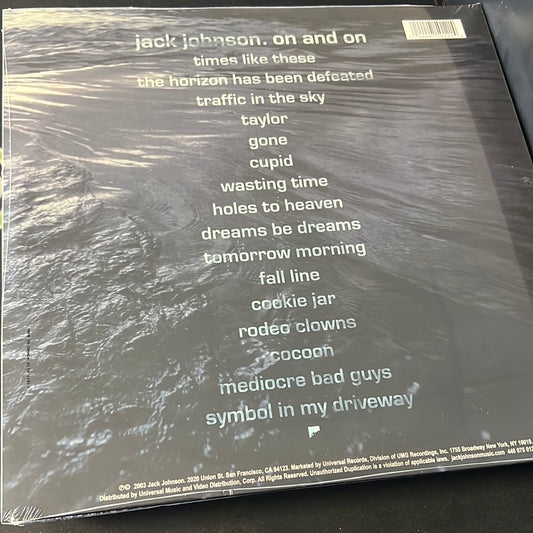 jack johnson. on and on
times like these
the horizon has been defeated
traffic in the sky
taylor
gone
cupid
wasting time
holes to heaven
dreams be dreams
tomorrow morning
fall line
cookie jar
rodeo clowns
cocoon
mediocre bad guys
symbol in my driveway
℗© 2003 Jack Johnson. 2020 Union St. San Francisco, CA 94123. Marketed by Universal Records, Division of UMG Recordings, Inc. 1755 Broadway New York, NY 10019.
Distributed by Universal Music and Video Distribution, Corp. All Rights Reserved. Unauthorized Duplication is a violation of applicable laws. jackjohnsonmusic.com